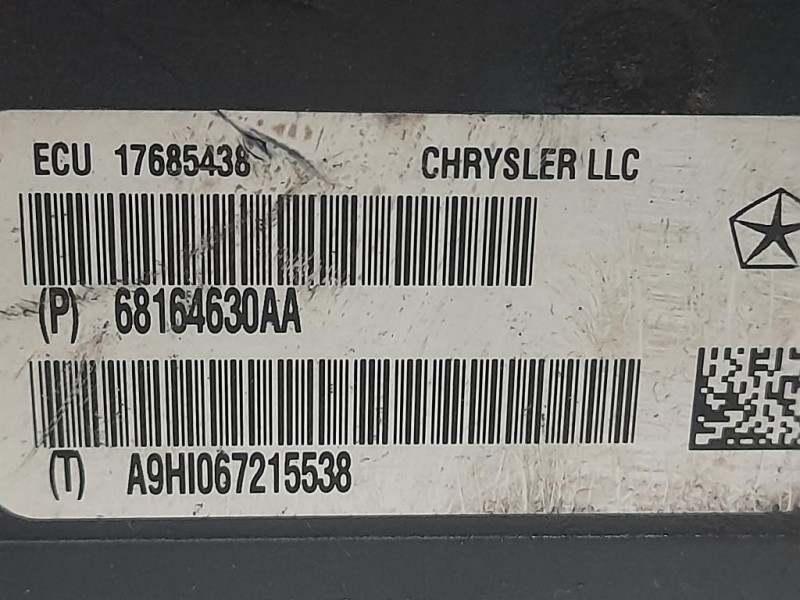 ECU 17685438 CHRYSLER LLC
(P) 68164630AA
(T) A9HI067215538